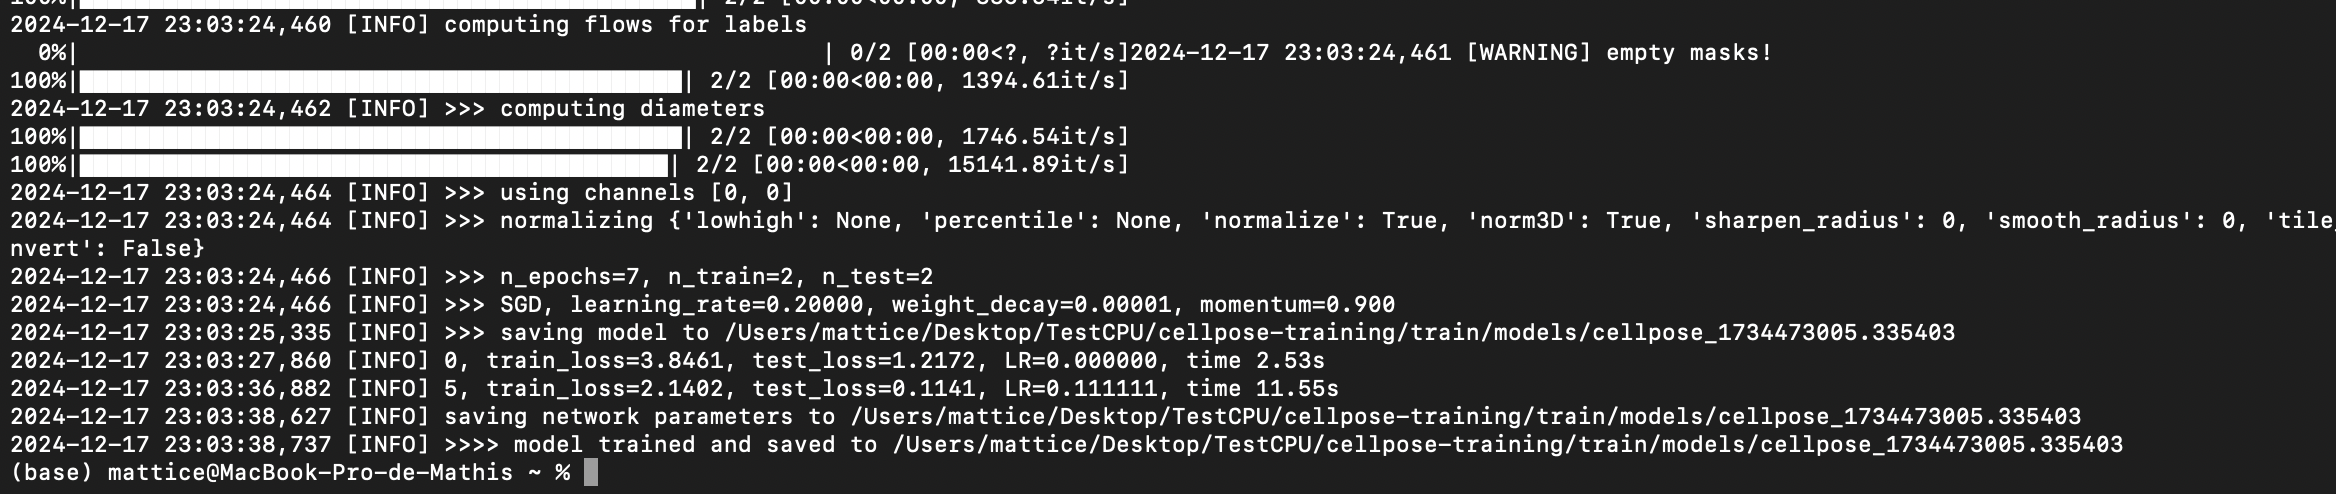 2024-12-17 23:03:24,460 [INFO] computing flows for labels
0%| | 0/2 [00:00<?, ?it/s]2024-12-17 23:03:24,461 [WARNING] empty masks!
100%|██████████| 2/2 [00:00<00:00, 1394.61it/s]
2024-12-17 23:03:24,462 [INFO] >>> computing diameters
100%|██████████| 2/2 [00:00<00:00, 1746.54it/s]
100%|██████████| 2/2 [00:00<00:00, 15141.89it/s]
2024-12-17 23:03:24,464 [INFO] >>> using channels [0, 0]
2024-12-17 23:03:24,464 [INFO] >>> normalizing {'lowhigh': None, 'percentile': None, 'normalize': True, 'norm3D': True, 'sharpen_radius': 0, 'smooth_radius': 0, 'tile_
nvert': False}
2024-12-17 23:03:24,466 [INFO] >>> n_epochs=7, n_train=2, n_test=2
2024-12-17 23:03:24,466 [INFO] >>> SGD, learning_rate=0.20000, weight_decay=0.00001, momentum=0.900
2024-12-17 23:03:25,335 [INFO] >>> saving model to /Users/mattice/Desktop/TestCPU/cellpose-training/train/models/cellpose_1734473005.335403
2024-12-17 23:03:27,860 [INFO] 0, train_loss=3.8461, test_loss=1.2172, LR=0.000000, time 2.53s
2024-12-17 23:03:36,882 [INFO] 5, train_loss=2.1402, test_loss=0.1141, LR=0.111111, time 11.55s
2024-12-17 23:03:38,627 [INFO] saving network parameters to /Users/mattice/Desktop/TestCPU/cellpose-training/train/models/cellpose_1734473005.335403
2024-12-17 23:03:38,737 [INFO] >>>> model trained and saved to /Users/mattice/Desktop/TestCPU/cellpose-training/train/models/cellpose_1734473005.335403
(base) mattice@MacBook-Pro-de-Mathis ~ %